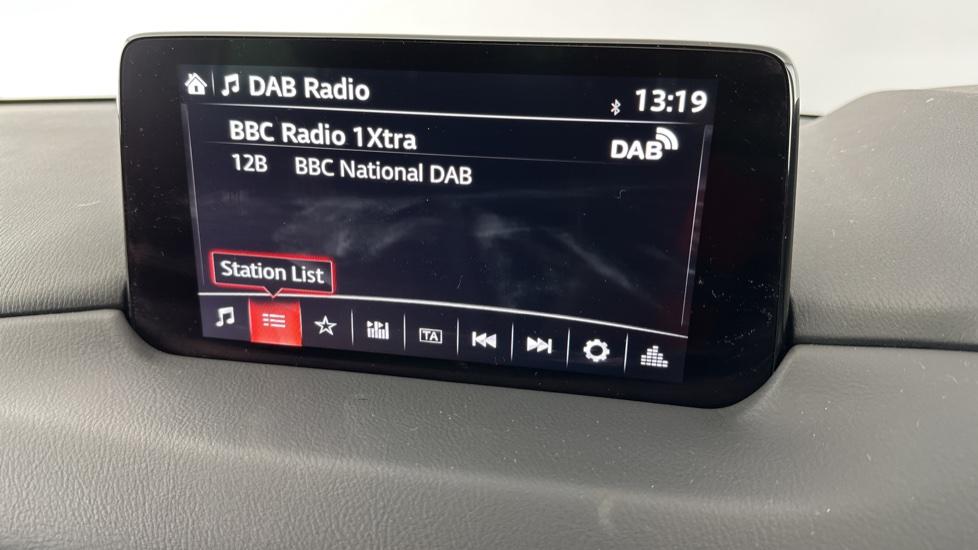 DAB Radio
13:19
BBC Radio 1Xtra
DAB
12B BBC National DAB
Station List
TA